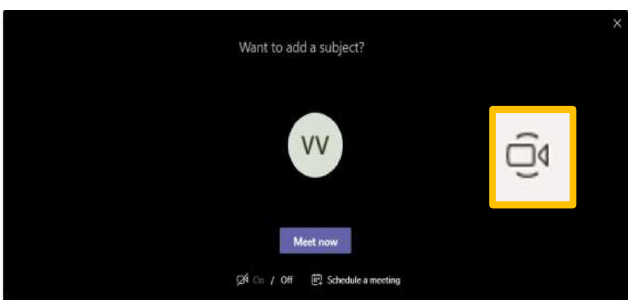 Want to add a subject?
VV
Meet now
On / Off Schedule a meeting